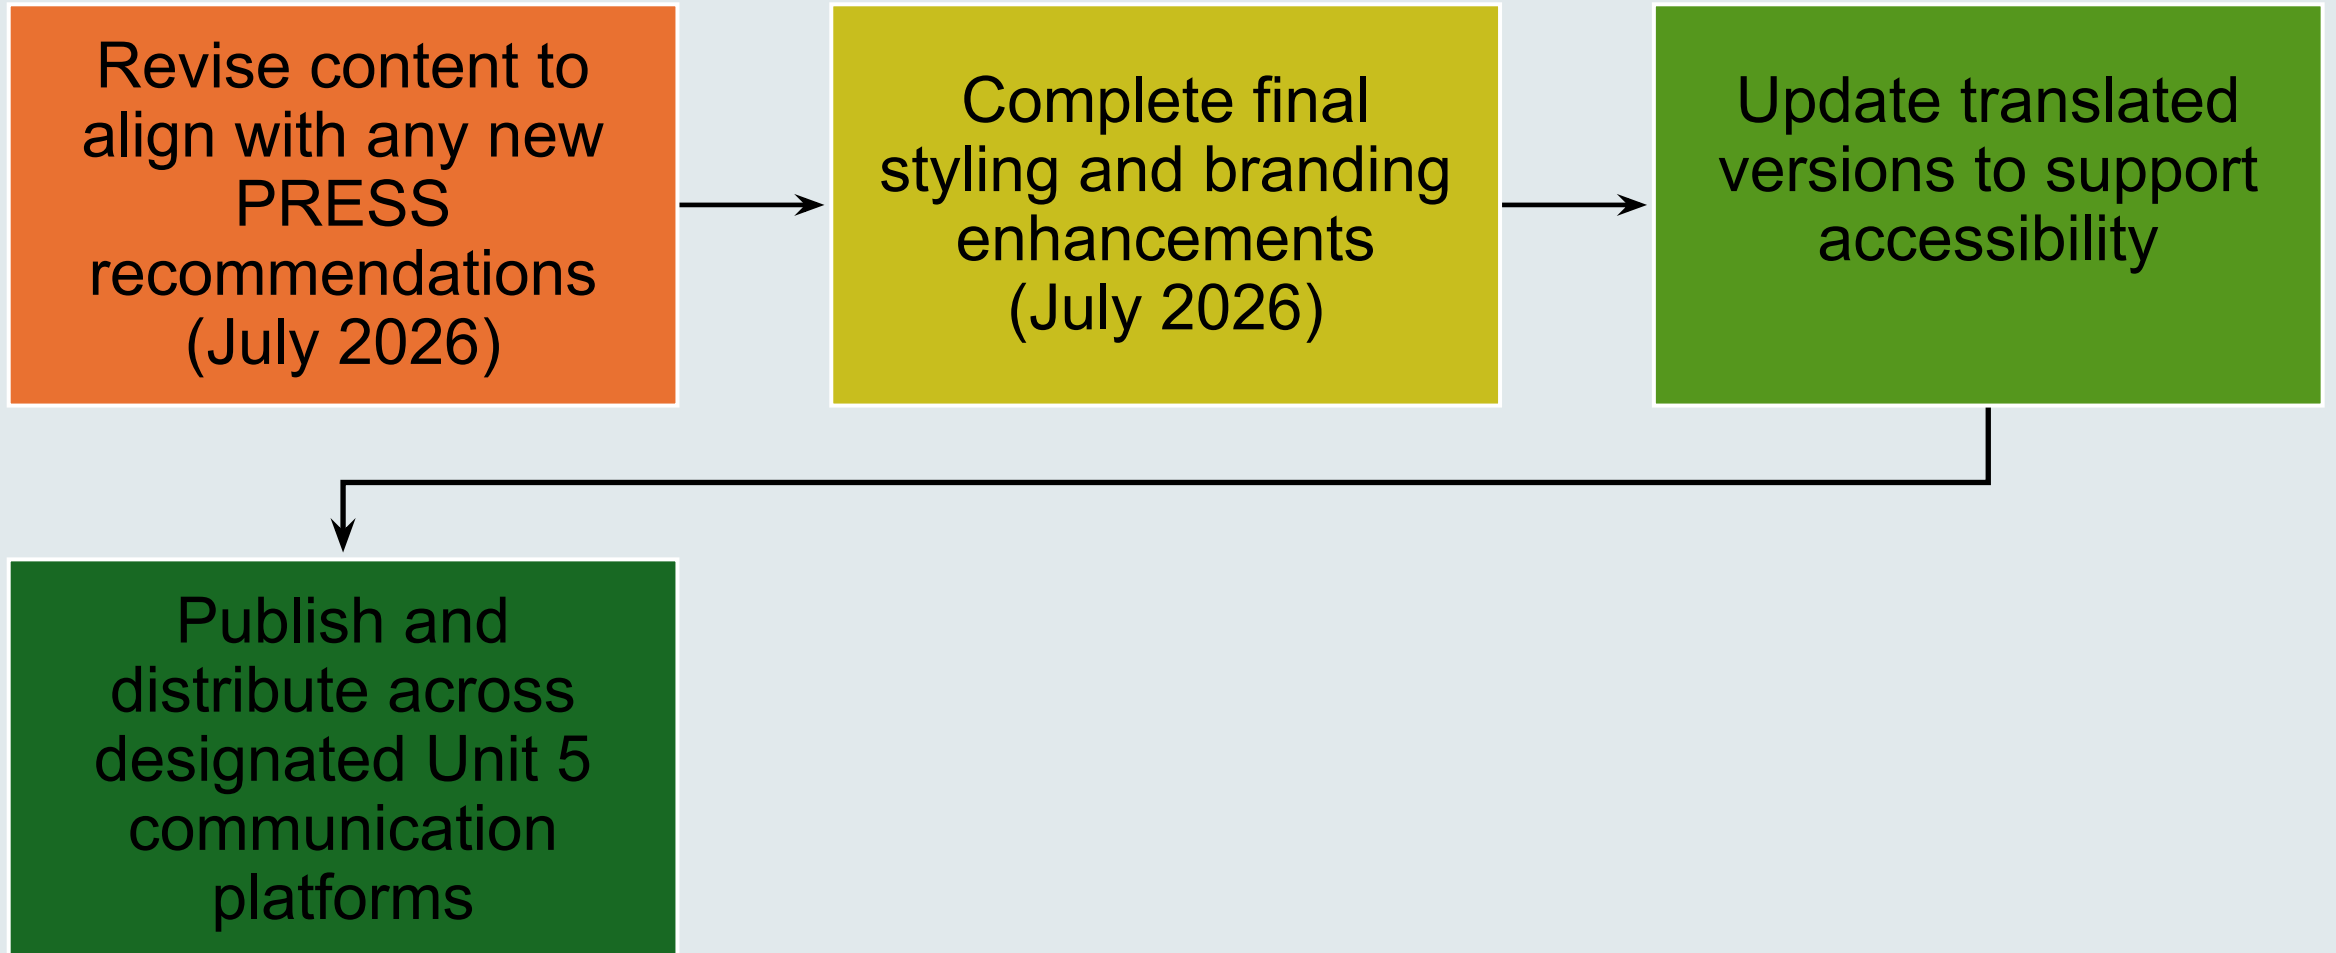 Revise content to
align with any new
PRESS
recommendations
(July 2026)
Complete final
styling and branding
enhancements
(July 2026)
Update translated
versions to support
accessibility
Publish and
distribute across
designated Unit 5
communication
platforms